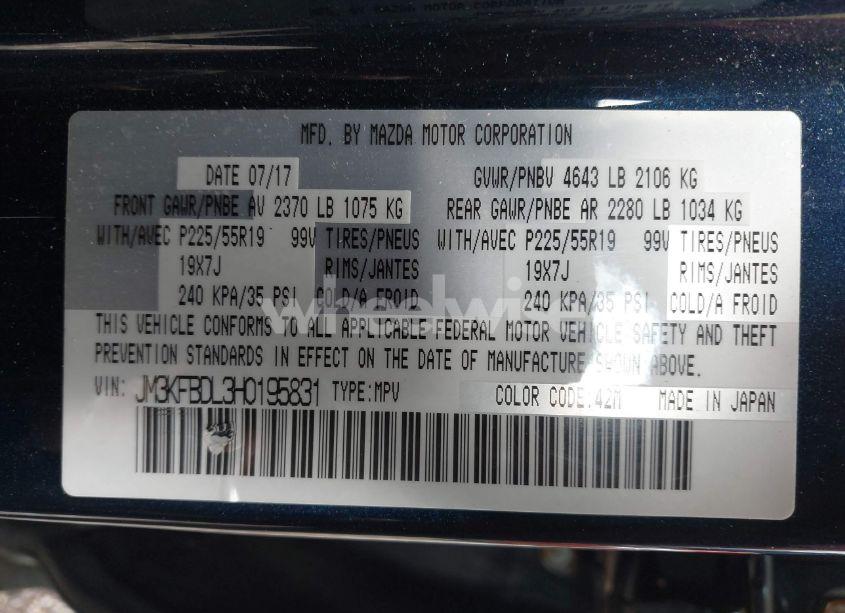 MFD. BY MAZDA MOTOR CORPORATION
DATE 07/17 GVWR/PNBV 4643 LB 2106 KG
FRONT GAWR/PNBE AV 2370 LB 1075 KG REAR GAWR/PNBE AR 2280 LB 1034 KG
WITH/AVEC P225/55R19 99V TIRES/PNEUS WITH/AVEC P225/55R19 99V TIRES/PNEUS
19X7J RIMS/JANTES 19X7J RIMS/JANTES
240 KPA/35 PSI COLD/A FROID 240 KPA/35 PSI COLD/A FROID
THIS VEHICLE CONFORMS TO ALL APPLICABLE FEDERAL MOTOR VEHICLE SAFETY AND THEFT
PREVENTION STANDARDS IN EFFECT ON THE DATE OF MANUFACTURE SHOWN ABOVE.
VIN: JM3KFBDL3H0195831 TYPE:MPV COLOR CODE:42M MADE IN JAPAN